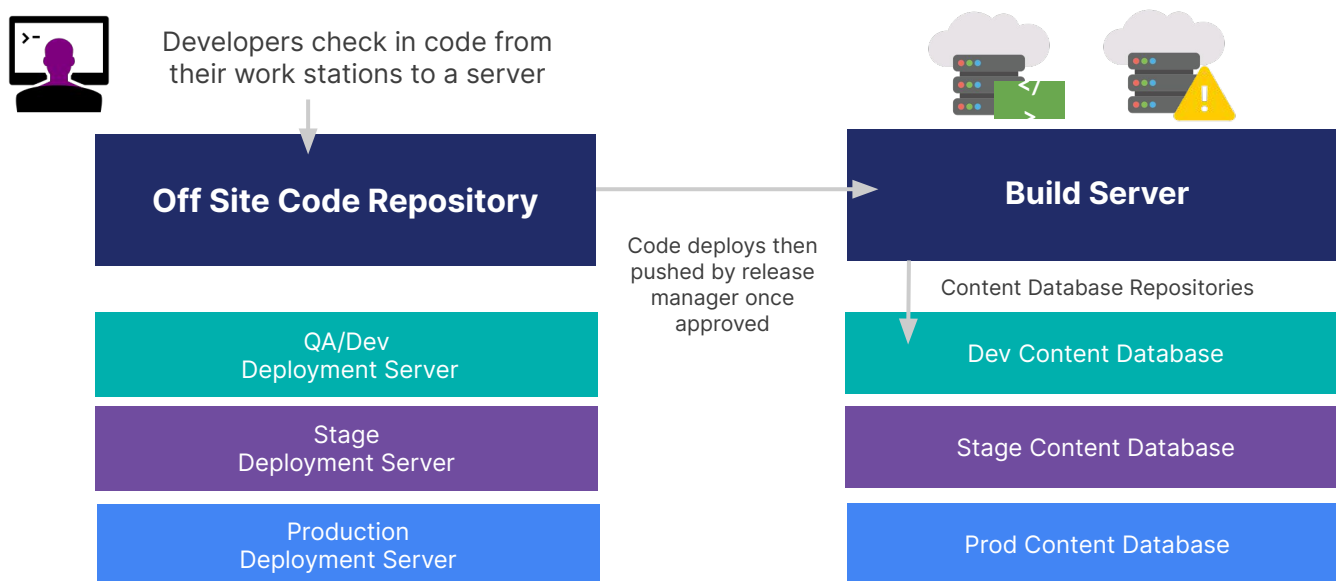 >-
Developers check in code from
their work stations to a server
</
>
!
Off Site Code Repository
Build Server
Code deploys then
pushed by release
manager once
approved
Content Database Repositories
QA/Dev
Deployment Server
Dev Content Database
Stage
Deployment Server
Stage Content Database
Production
Deployment Server
Prod Content Database